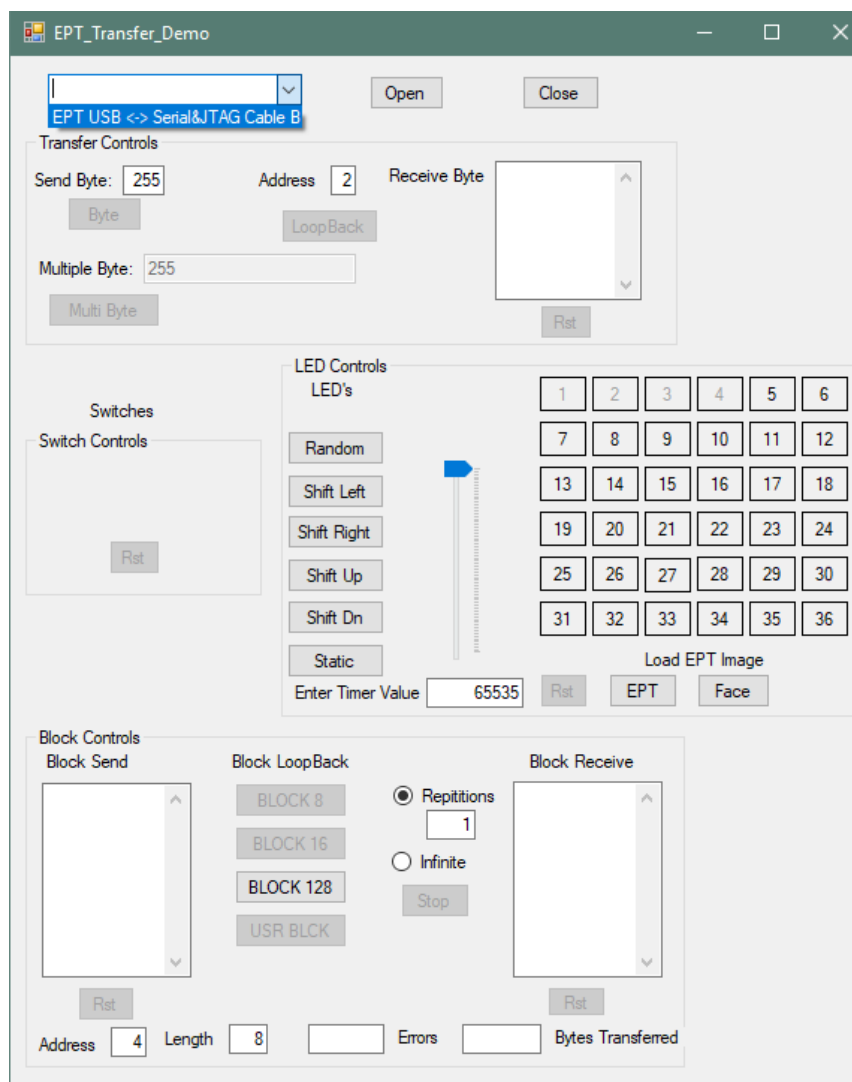 EPT_Transfer_Demo
Open
Close
EPT USB <-> Serial&JTAG Cable B
Transfer Controls
Send Byte: 255
Address 2
Receive Byte
Byte
LoopBack
Multiple Byte: 255
Multi Byte
Rst
LED Controls
LED's
Switches
Switch Controls
Rst
Random
Shift Left
Shift Right
Shift Up
Shift Dn
Static
1 2 3 4 5 6
7 8 9 10 11 12
13 14 15 16 17 18
19 20 21 22 23 24
25 26 27 28 29 30
31 32 33 34 35 36
Load EPT Image
Enter Timer Value 65535
Rst
EPT
Face
Block Controls
Block Send
Block LoopBack
Block Receive
BLOCK 8
BLOCK 16
BLOCK 128
USR BLCK
Repititions
1
Infinite
Stop
Rst
Rst
Address 4
Length 8
Errors
Bytes Transferred